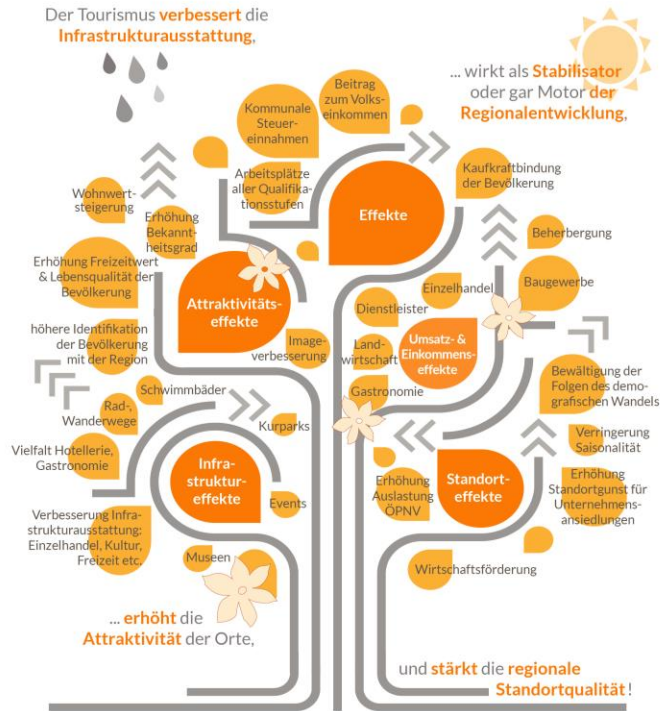 Der Tourismus verbessert die
Infrastrukturausstattung,
... wirkt als Stabilisator
oder gar Motor der
Regionalentwicklung,
Beitrag
zum Volks-
einkommen
Kommunale
Steuer-
einnahmen
Arbeitsplätze
aller Qualifika-
tionsstufen
Effekte
Kaufkraftbindung
der Bevölkerung
Wohnwert-
steigerung
Erhöhung
Bekannt-
heitsgrad
Erhöhung Freizeitwert
& Lebensqualität der
Bevölkerung
Attraktivitäts-
effekte
höhere Identifikation
der Bevölkerung
mit der Region
Image-
verbesserung
Beherbergung
Einzelhandel
Baugewerbe
Dienstleister
Umsatz- &
Einkommens-
effekte
Land-
wirtschaft
Gastronomie
Bewältigung der
Folgen des demo-
grafischen Wandels
Schwimmbäder
Rad-,
Wanderwege
Kurparks
Vielfalt Hotellerie,
Gastronomie
Infra-
struktur-
effekte
Events
Verbesserung Infra-
strukturausstattung:
Einzelhandel, Kultur,
Freizeit etc.
Museen
Verringerung
Saisonalität
Erhöhung
Auslastung
ÖPNV
Standort-
effekte
Erhöhung
Standortgunst für
Unternehmens-
ansiedlungen
Wirtschaftsförderung
... erhöht die
Attraktivität der Orte,
und stärkt die regionale
Standortqualität!